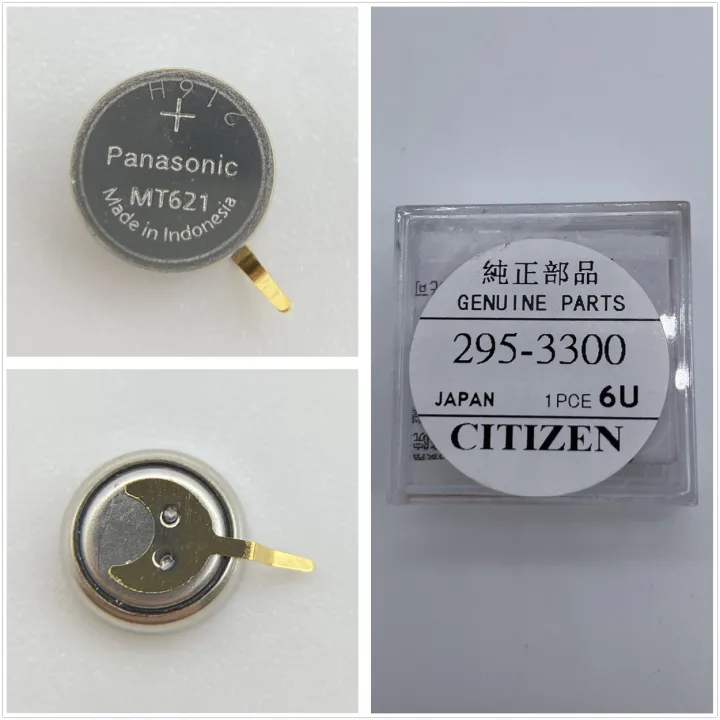 H916
+
Panasonic
MT621
Made in Indonesia
純正部品
GENUINE PARTS
295-3300
JAPAN 1PCE 6U
CITIZEN